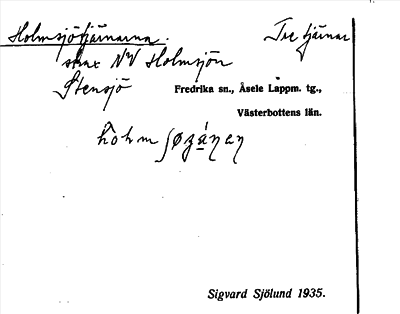 Holmsjötjärnarna. Tre tjärnar
strax NV Holmsjön
Stensjö
Fredrika sn., Åsele Lappm. tg.,
Västerbottens län.
Sigvard Sjölund 1935.